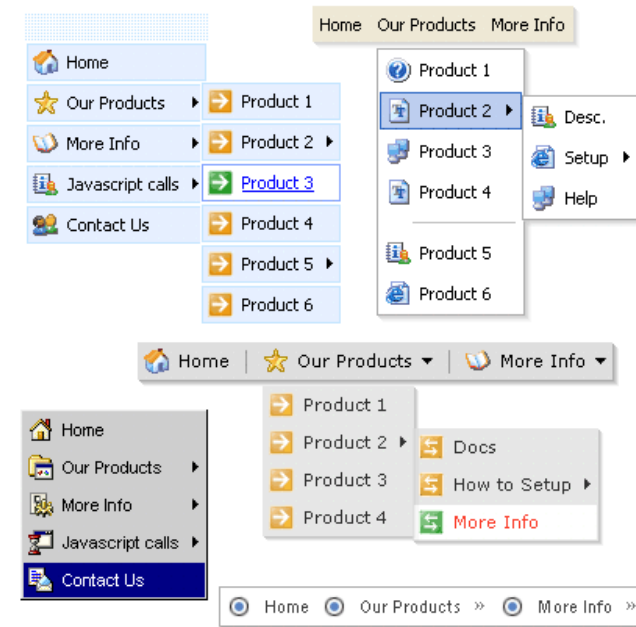 Home
Our Products
More Info
Javascript calls
Contact Us
Product 1
Product 2
Product 3
Product 4
Product 5
Product 6
Home Our Products More Info
Product 1
Product 2
Product 3
Product 4
Product 5
Product 6
Desc.
Setup
Help
Home Our Products More Info
Product 1
Product 2
Product 3
Product 4
Docs
How to Setup
More Info
Home
Our Products
More Info
Javascript calls
Contact Us
Home Our Products » More Info »